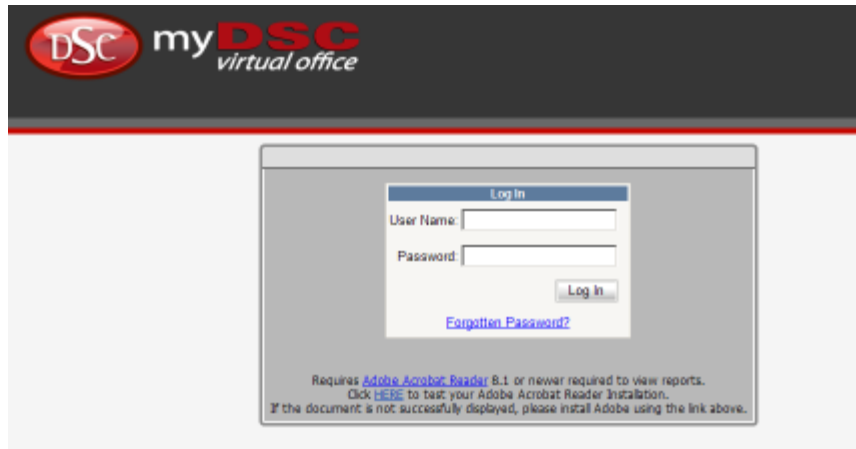 DSC
my DSC
virtual office
Log In
User Name:
Password:
Log In
Forgotten Password?
Requires Adobe Acrobat Reader 8.1 or newer required to view reports.
Click HERE to test your Adobe Acrobat Reader Installation.
If the document is not successfully displayed, please install Adobe using the link above.